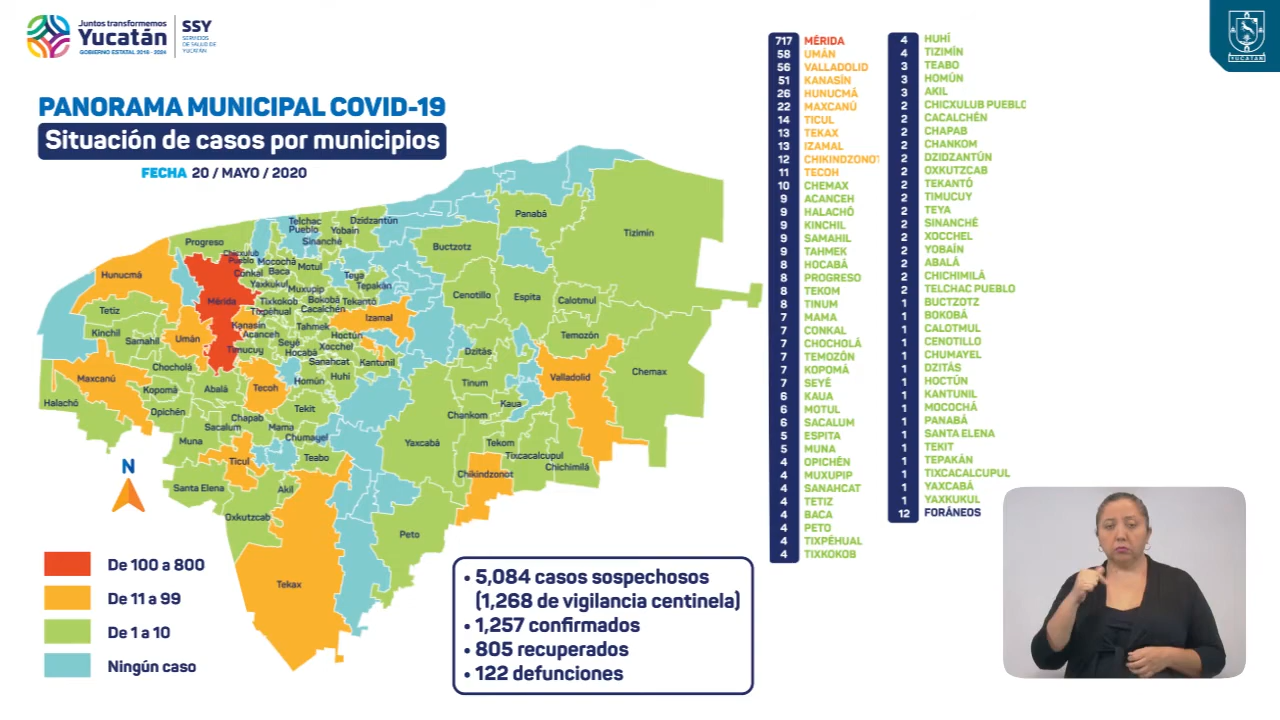 Juntos transformemos
Yucatán
GOBIERNO ESTATAL 2018 - 2024
SSY
SERVICIOS
DE SALUD DE
YUCATÁN
YUCATÁN
PANORAMA MUNICIPAL COVID-19
Situación de casos por municipios
FECHA 20 / MAYO / 2020
Telchac
Pueblo
Dzidzantún
Yobain
Sinanché
Panabá
Tizimín
Progreso
Buctzotz
Chicxulub
Pueblo
Mocochá
Motul
Conkal
Baca
Teya
Hunucmá
Yaxkukul
Muxupip
Tepakán
Mérida
Tixkokob
Bokobá
Tekantó
Cenotillo
Espita
Calotmul
Tetiz
Tixpéhual
Cacalchén
Izamal
Kinchil
Samahil
Umán
Kanasín
Acanceh
Tahmek
Hoctún
Temozón
Timucuy
Seyé
Xocchel
Hocabá
Sanahcat
Kantunil
Dzitás
Chocholá
Maxcanú
Kopomá
Abalá
Tecoh
Homún
Huhí
Tinum
Valladolid
Chemax
Halachó
Opichén
Chapab
Tekit
Kaua
Sacalum
Mama
Chankom
Muna
Chumayel
Yaxcabá
Tekom
Ticul
Teabo
Tixcacalcupul
Chichimilá
Chikindzonot
Santa Elena
Akil
Oxkutzcab
Peto
Tekax
N
De 100 a 800
De 11 a 99
De 1 a 10
Ningún caso
• 5,084 casos sospechosos
(1,268 de vigilancia centinela)
• 1,257 confirmados
• 805 recuperados
• 122 defunciones
717 MÉRIDA
58 UMÁN
56 VALLADOLID
51 KANASÍN
26 HUNUCMÁ
22 MAXCANÚ
14 TICUL
13 TEKAX
13 IZAMAL
12 CHIKINDZONOT
11 TECOH
10 CHEMAX
9 ACANCEH
9 HALACHÓ
9 KINCHIL
9 SAMAHIL
9 TAHMEK
8 HOCABÁ
8 PROGRESO
8 TEKOM
8 TINUM
7 MAMA
7 CONKAL
7 CHOCHOLÁ
7 TEMOZÓN
7 KOPOMÁ
7 SEYÉ
6 KAUA
6 MOTUL
6 SACALUM
5 ESPITA
5 MUNA
4 OPICHÉN
4 MUXUPIP
4 SANAHCAT
4 TETIZ
4 BACA
4 PETO
4 TIXPÉHUAL
4 TIXKOKOB
4 HUHÍ
4 TIZIMÍN
3 TEABO
3 HOMÚN
3 AKIL
2 CHICXULUB PUEBLO
2 CACALCHÉN
2 CHAPAB
2 CHANKOM
2 DZIDZANTÚN
2 OXKUTZCAB
2 TEKANTÓ
2 TIMUCUY
2 TEYA
2 SINANCHÉ
2 XOCCHEL
2 YOBAÍN
2 ABALÁ
2 CHICHIMILÁ
2 TELCHAC PUEBLO
1 BUCTZOTZ
1 BOKOBÁ
1 CALOTMUL
1 CENOTILLO
1 CHUMAYEL
1 DZITÁS
1 HOCTÚN
1 KANTUNIL
1 MOCOCHÁ
1 PANABÁ
1 SANTA ELENA
1 TEKIT
1 TEPAKÁN
1 TIXCACALCUPUL
1 YAXCABÁ
1 YAXKUKUL
12 FORÁNEOS